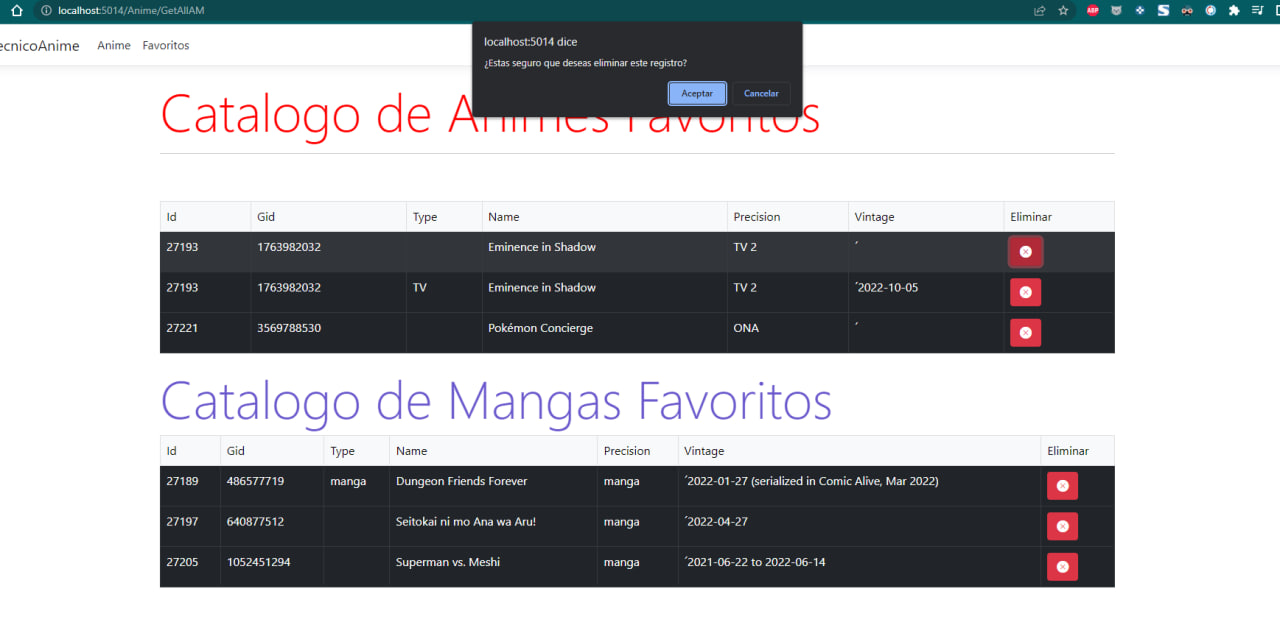 localhost:5014/Anime/GetAllAM
ABP
ecnicoAnime Anime Favoritos
localhost:5014 dice
¿Estas seguro que deseas eliminar este registro?
Aceptar Cancelar
Catalogo de Animes Favoritos
Id Gid Type Name Precision Vintage Eliminar
27193 1763982032 Eminence in Shadow TV 2 ´
27193 1763982032 TV Eminence in Shadow TV 2 ´2022-10-05
27221 3569788530 Pokémon Concierge ONA ´
Catalogo de Mangas Favoritos
Id Gid Type Name Precision Vintage Eliminar
27189 486577719 manga Dungeon Friends Forever manga ´2022-01-27 (serialized in Comic Alive, Mar 2022)
27197 640877512 Seitokai ni mo Ana wa Aru! manga ´2022-04-27
27205 1052451294 Superman vs. Meshi manga ´2021-06-22 to 2022-06-14